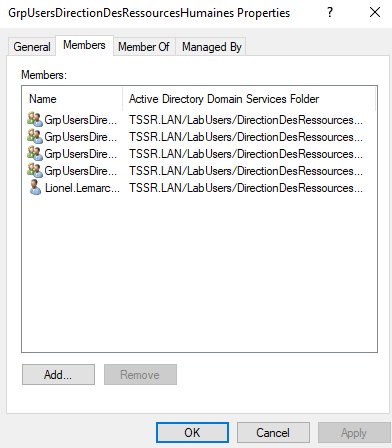 GrpUsersDirectionDesRessourcesHumaines Properties ? ×
General Members Member Of Managed By
Members:
Name Active Directory Domain Services Folder
GrpUsersDire... TSSR.LAN/LabUsers/DirectionDesRessources...
GrpUsersDire... TSSR.LAN/LabUsers/DirectionDesRessources...
GrpUsersDire... TSSR.LAN/LabUsers/DirectionDesRessources...
GrpUsersDire... TSSR.LAN/LabUsers/DirectionDesRessources...
Lionel.Lemarc... TSSR.LAN/LabUsers/DirectionDesRessources...
Add... Remove
OK Cancel Apply